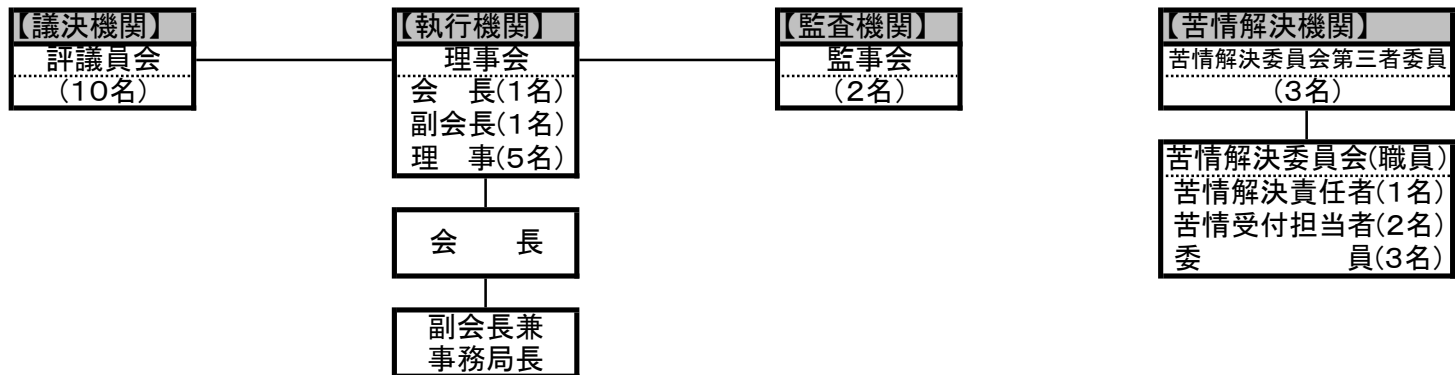 【議決機関】
評議員会
(10名)
【執行機関】
理事会
会　長(1名)
副会長(1名)
理　事(5名)
会　　長
副会長兼
事務局長
【監査機関】
監事会
(2名)
【苦情解決機関】
苦情解決委員会第三者委員
(3名)
苦情解決委員会(職員)
苦情解決責任者(1名)
苦情受付担当者(2名)
委　　　　　員(3名)